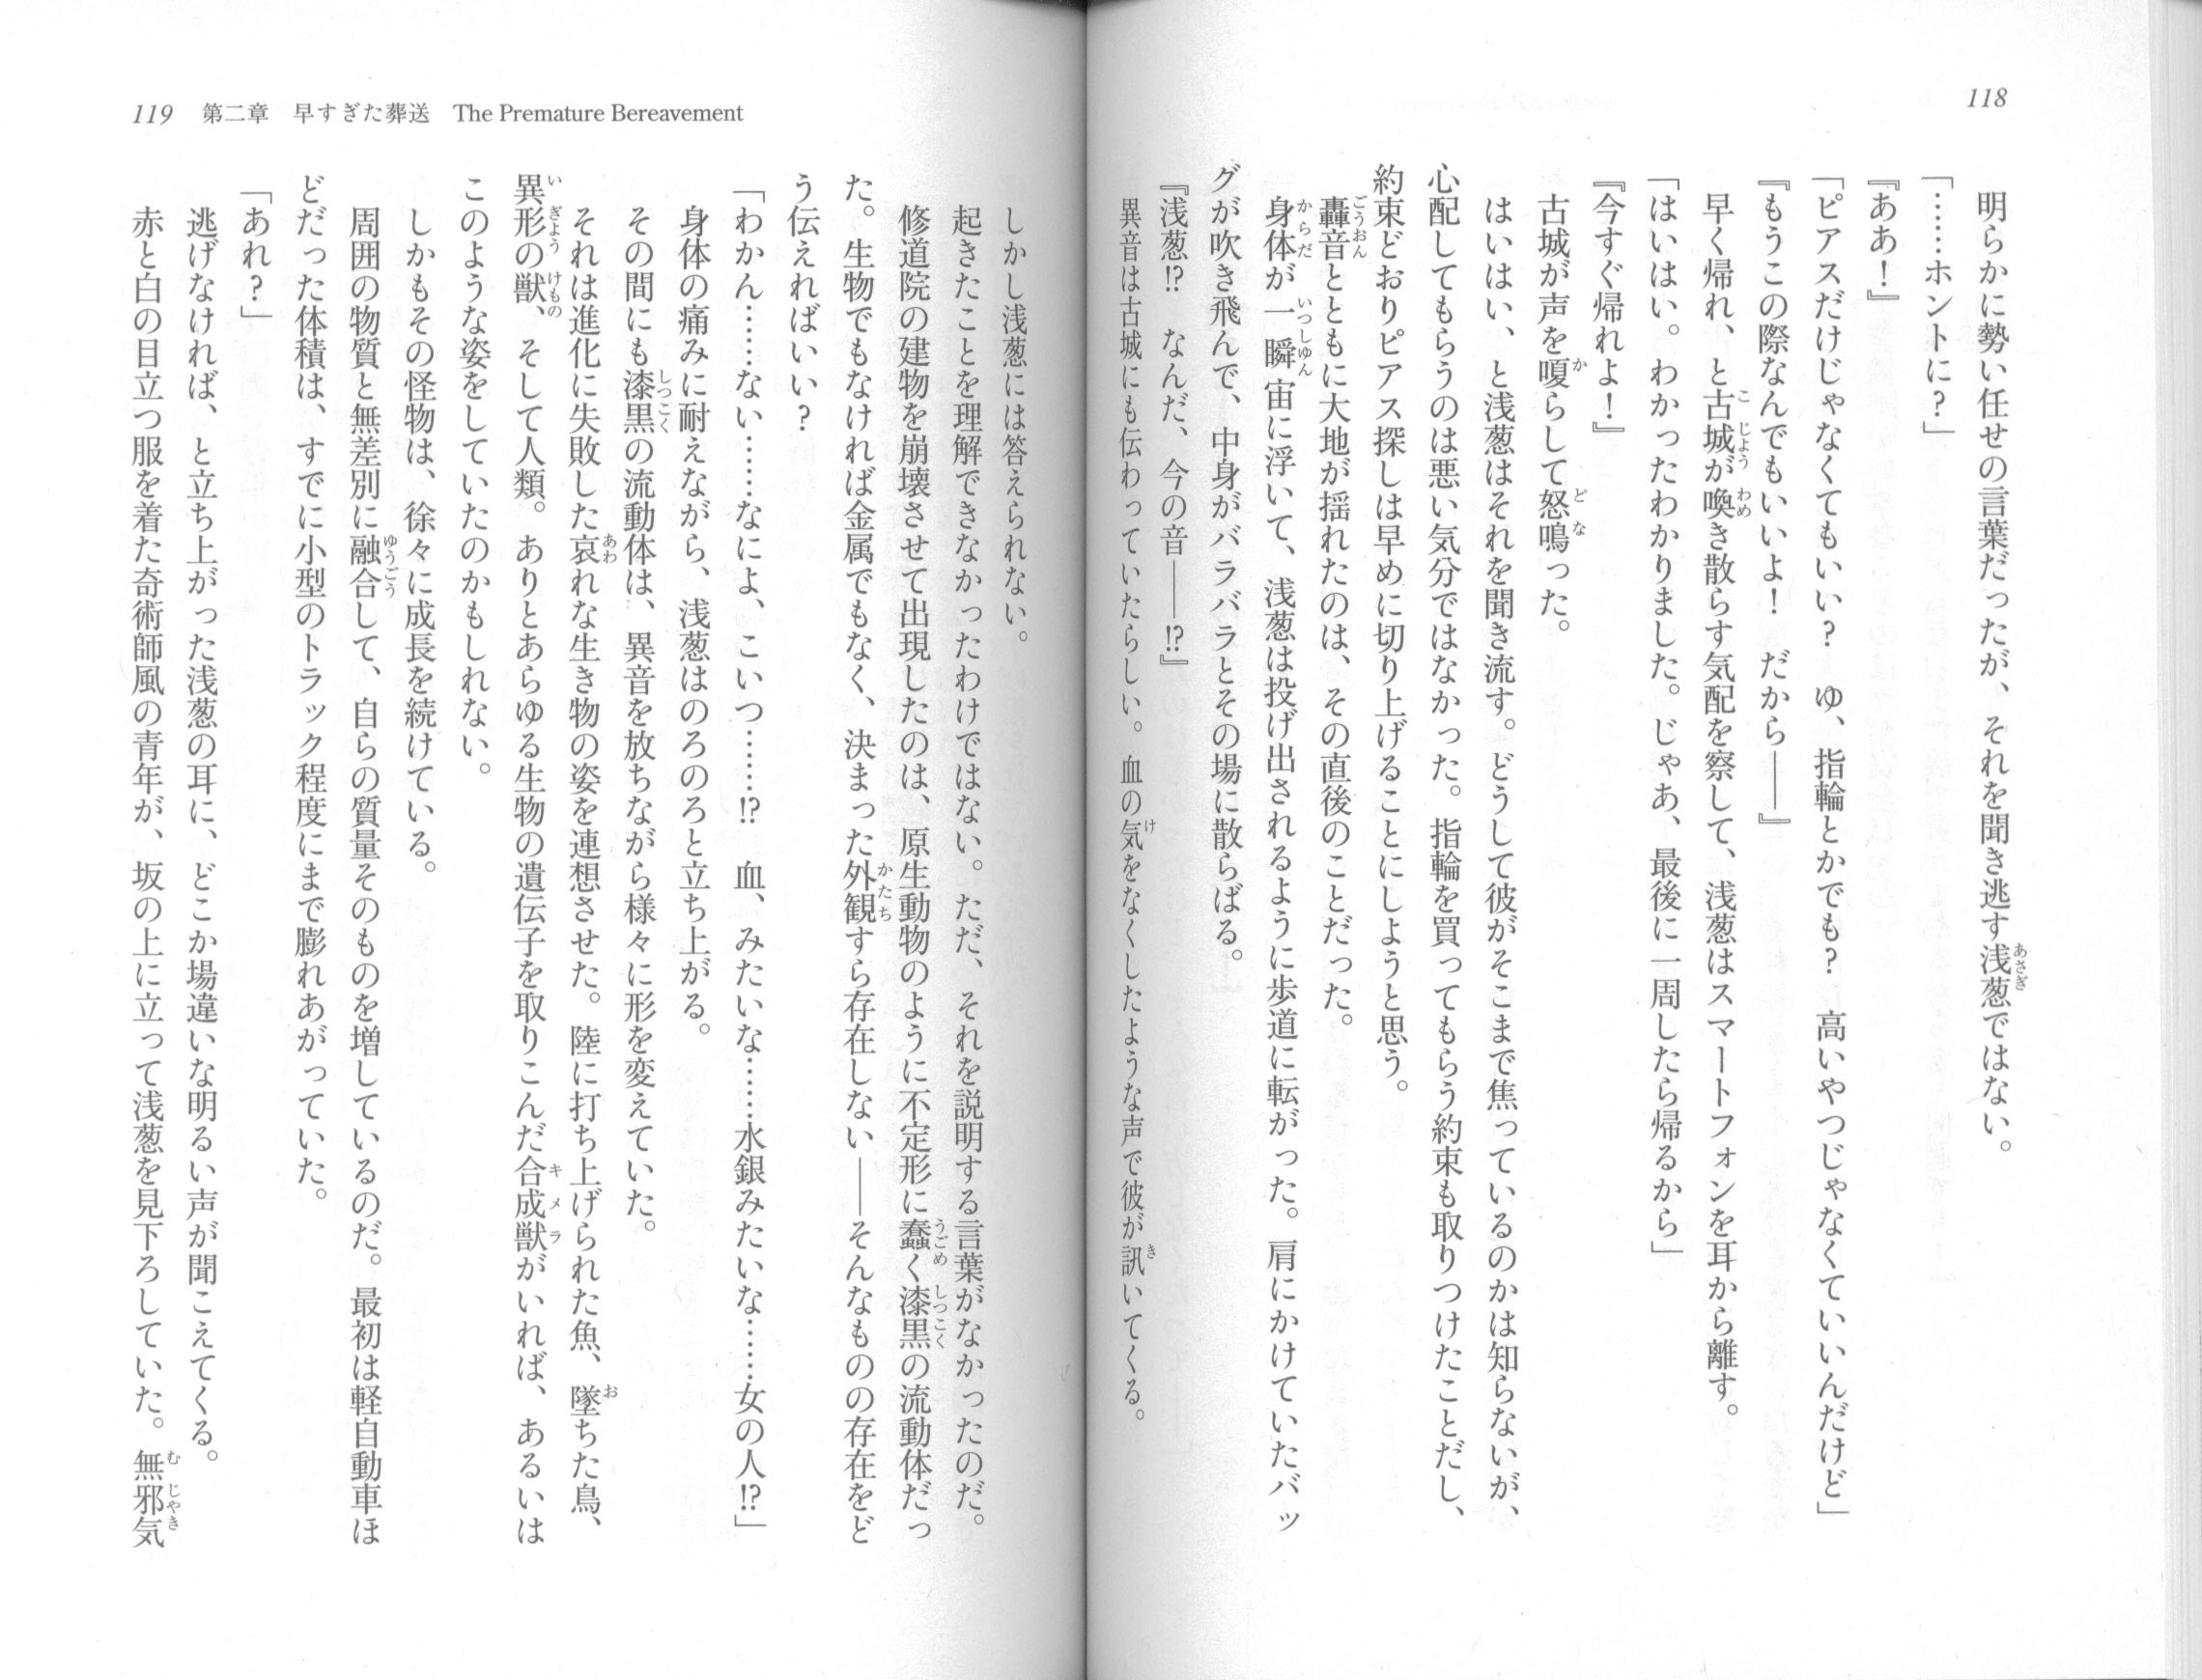 118
明らかに勢い任せの言葉だったが、それを聞き逃す浅葱ではない。
「……ホントに？」
『ああ！』
「ピアスだけじゃなくてもいい？　ゆ、指輪とかでも？　高いやつじゃなくていいんだけど」
『もうこの際なんでもいいよ！　だから――』
早く帰れ、と古城が喚き散らす気配を察して、浅葱はスマートフォンを耳から離す。
「はいはい。わかったわかりました。じゃあ、最後に一周したら帰るから」
『今すぐ帰れよ！』
古城が声を嗄らして怒鳴った。
はいはい、と浅葱はそれを聞き流す。どうして彼がそこまで焦っているのかは知らないが、
心配してもらうのは悪い気分ではなかった。指輪を買ってもらう約束も取りつけたことだし、
約束どおりピアス探しは早めに切り上げることにしようと思う。
轟音とともに大地が揺れたのは、その直後のことだった。
身体が一瞬宙に浮いて、浅葱は投げ出されるように歩道に転がった。肩にかけていたバッ
グが吹き飛んで、中身がバラバラとその場に散らばる。
『浅葱!?　なんだ、今の音――!?』
異音は古城にも伝わっていたらしい。血の気をなくしたような声で彼が訊いてくる。
119　第二章　早すぎた葬送　The Premature Bereavement
しかし浅葱には答えられない。
起きたことを理解できなかったわけではない。ただ、それを説明する言葉がなかったのだ。
修道院の建物を崩壊させて出現したのは、原生動物のように不定形に蠢く漆黒の流動体だっ
た。生物でもなければ金属でもなく、決まった外観すら存在しない――そんなものの存在をど
う伝えればいい？
「わかん……ない……なによ、こいつ……!?　血、みたいな……水銀みたいな……女の人!?」
身体の痛みに耐えながら、浅葱はのろのろと立ち上がる。
その間にも漆黒の流動体は、異音を放ちながら様々に形を変えていた。
それは進化に失敗した哀れな生き物の姿を連想させた。陸に打ち上げられた魚、墜ちた鳥、
異形の獣、そして人類。ありとあらゆる生物の遺伝子を取りこんだ合成獣がいれば、あるいは
このような姿をしていたのかもしれない。
しかもその怪物は、徐々に成長を続けている。
周囲の物質と無差別に融合して、自らの質量そのものを増しているのだ。最初は軽自動車ほ
どだった体積は、すでに小型のトラック程度にまで膨れあがっていた。
「あれ？」
逃げなければ、と立ち上がった浅葱の耳に、どこか場違いな明るい声が聞こえてくる。
赤と白の目立つ服を着た奇術師風の青年が、坂の上に立って浅葱を見下ろしていた。無邪気